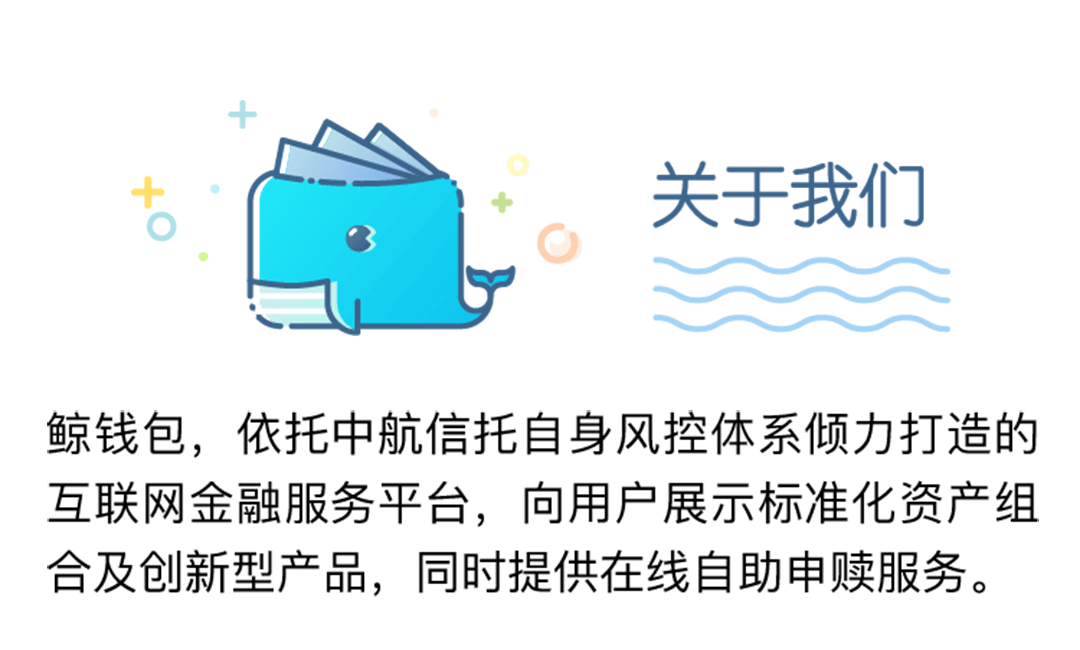 关于我们
鲸钱包，依托中航信托自身风控体系倾力打造的
互联网金融服务平台，向用户展示标准化资产组
合及创新型产品，同时提供在线自助申赎服务。